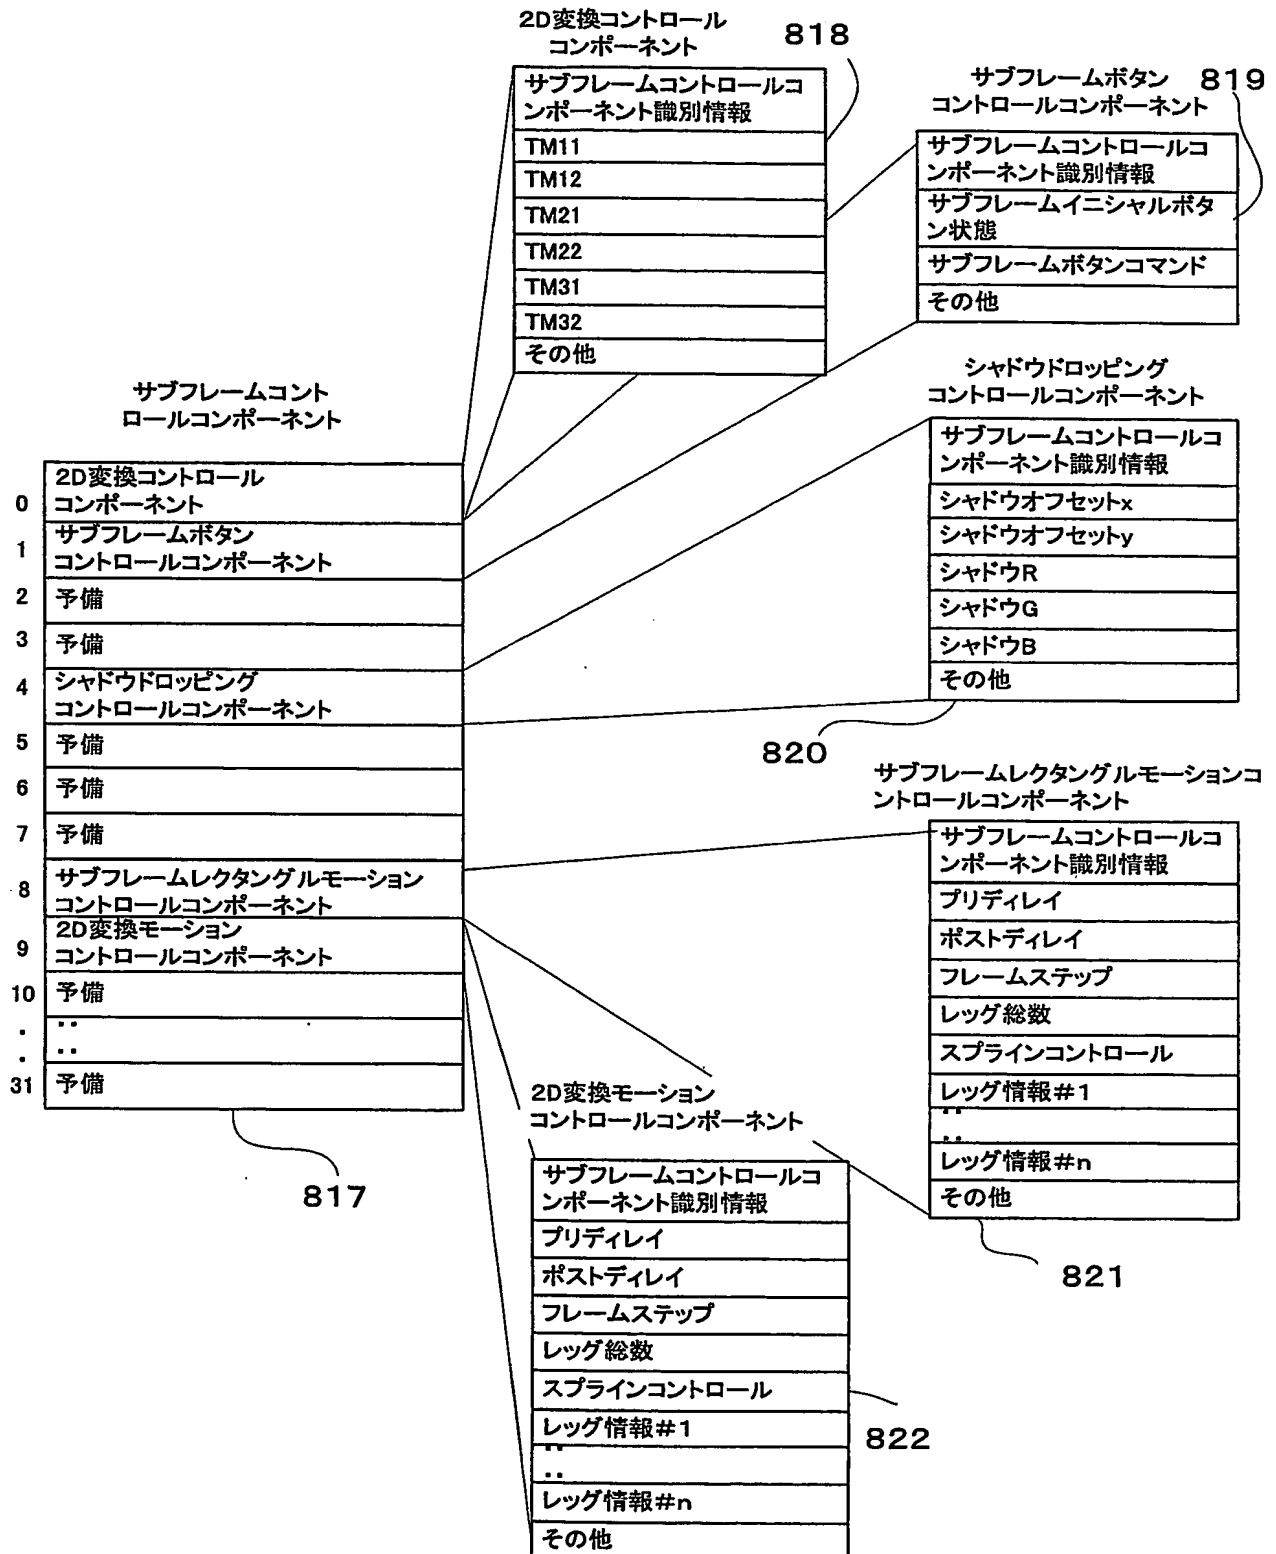 2D変換コントロール
コンポーネント
818
サブフレームコントロールコ
ンポーネント識別情報
TM11
TM12
TM21
TM22
TM31
TM32
その他
サブフレームボタン
コントロールコンポーネント
819
サブフレームコントロールコ
ンポーネント識別情報
サブフレームイニシャルボタ
ン状態
サブフレームボタンコマンド
その他
シャドウドロッピング
コントロールコンポーネント
サブフレームコントロールコ
ンポーネント識別情報
シャドウオフセットx
シャドウオフセットy
シャドウR
シャドウG
シャドウB
その他
820
サブフレームコント
ロールコンポーネント
0 2D変換コントロール
コンポーネント
1 サブフレームボタン
コントロールコンポーネント
2 予備
3 予備
4 シャドウドロッピング
コントロールコンポーネント
5 予備
6 予備
7 予備
8 サブフレームレクタングルモーション
コントロールコンポーネント
9 2D変換モーション
コントロールコンポーネント
10 予備
・ ‥
・ ‥
31 予備
817
サブフレームレクタングルモーションコ
ントロールコンポーネント
サブフレームコントロールコ
ンポーネント識別情報
プリディレイ
ポストディレイ
フレームステップ
レッグ総数
スプラインコントロール
レッグ情報#1
‥
‥
レッグ情報#n
その他
821
2D変換モーション
コントロールコンポーネント
サブフレームコントロールコ
ンポーネント識別情報
プリディレイ
ポストディレイ
フレームステップ
レッグ総数
スプラインコントロール
レッグ情報#1
‥
‥
レッグ情報#n
その他
822